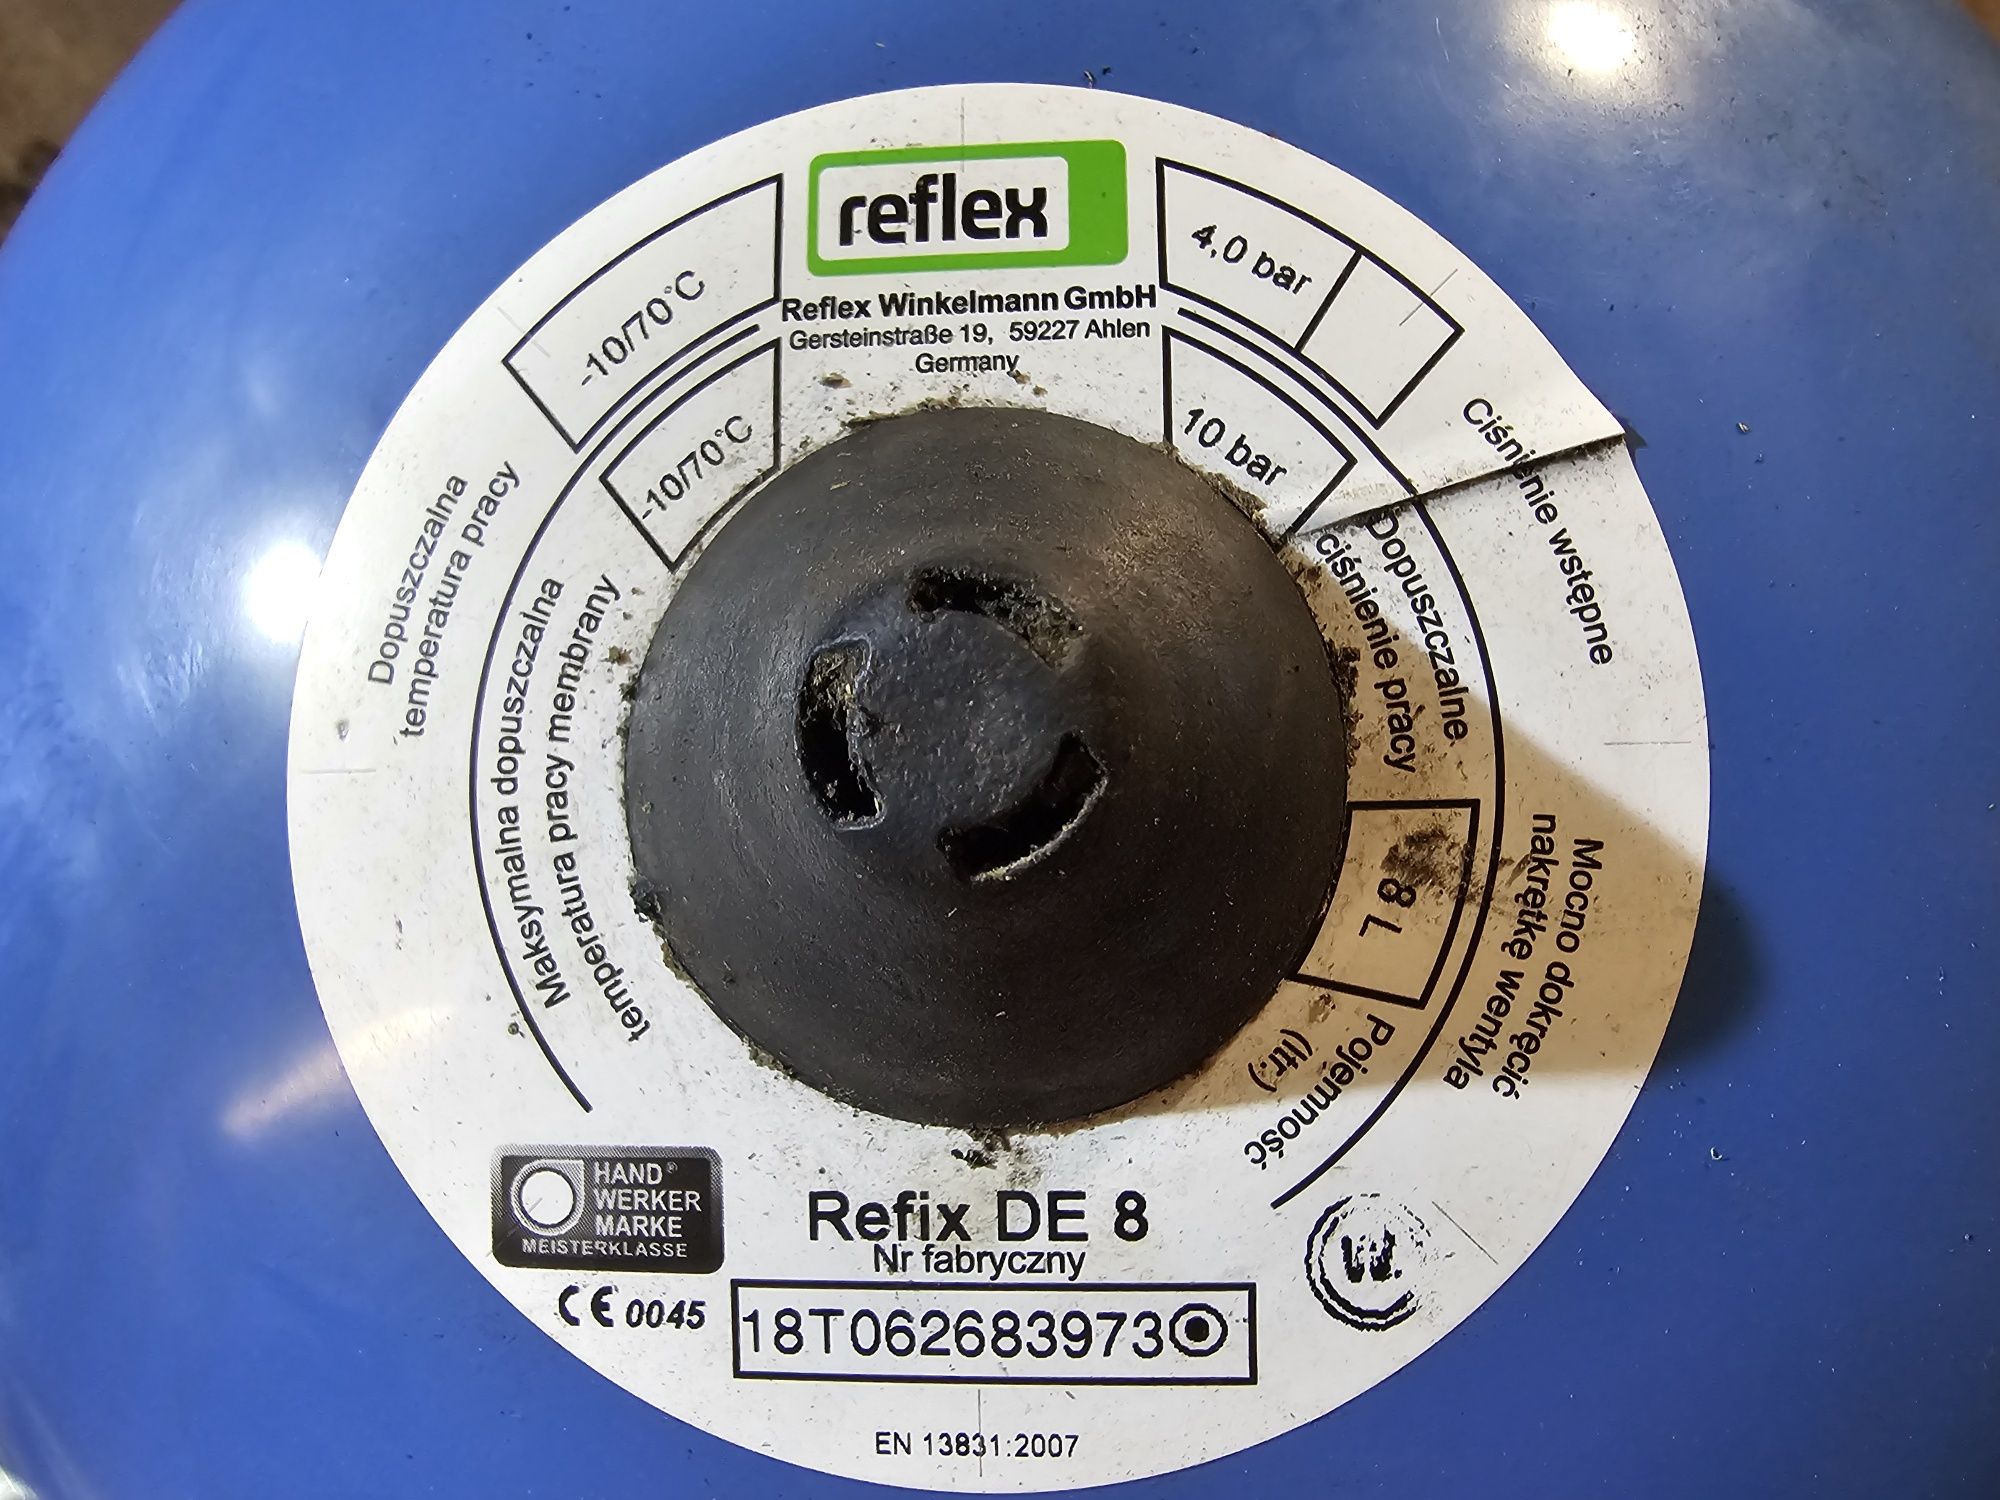 reflex
Reflex Winkelmann GmbH
Gersteinstraße 19, 59227 Ahlen
Germany
-10/70°C
-10/70°C
4,0 bar
10 bar
Dopuszczalna
temperatura pracy
Maksymalna dopuszczalna
temperatura pracy membrany
Ciśnienie wstępne
Dopuszczalne
ciśnienie pracy
8 L
Pojemność
(ltr.)
Mocno dokręcić
nakrętkę wentyla
HAND®
WERKER
MARKE
MEISTERKLASSE
CE 0045
Refix DE 8
Nr fabryczny
18T062683973
W.
EN 13831:2007